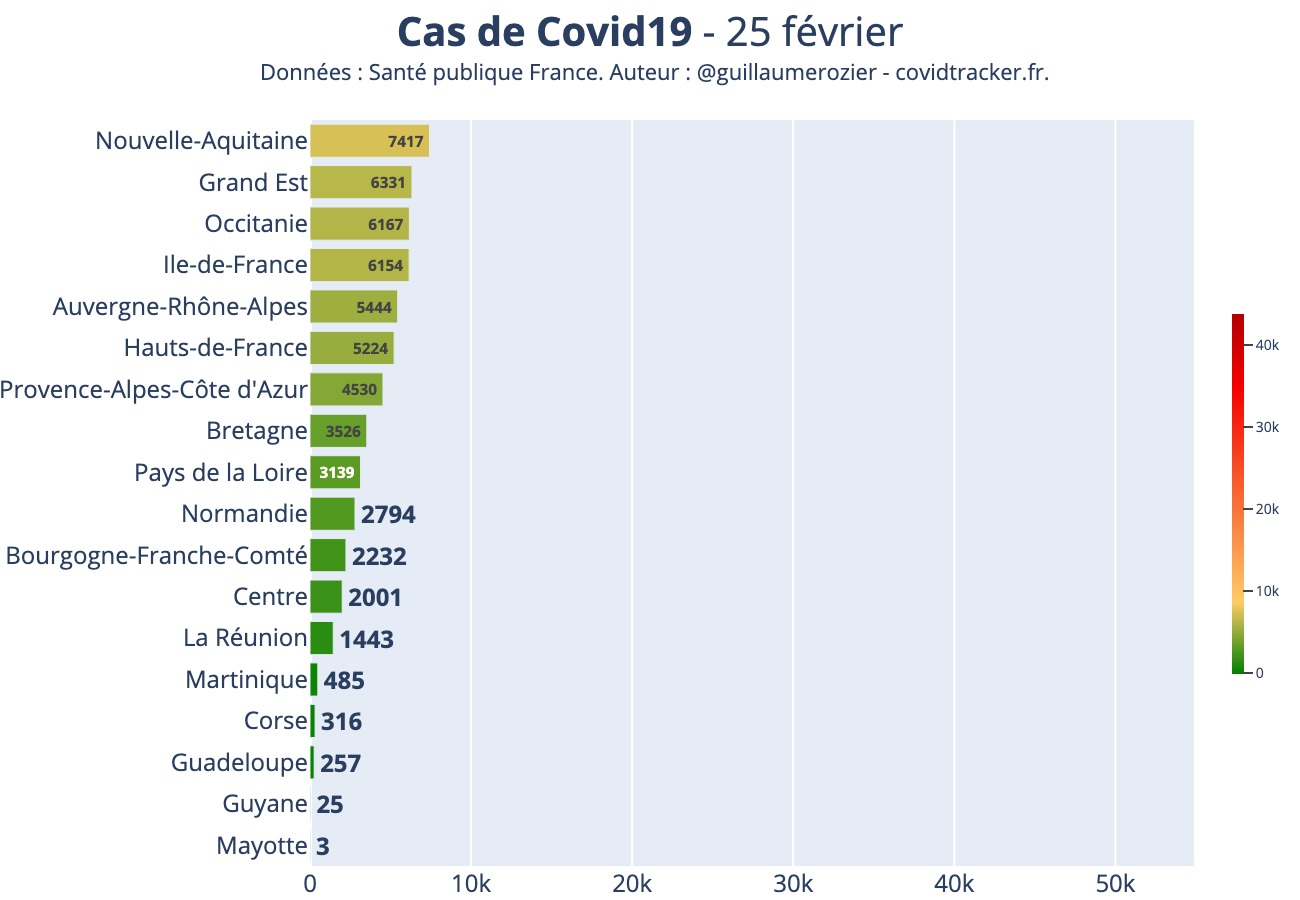 Cas de Covid19 - 25 février
Données : Santé publique France. Auteur : @guillaumerozier - covidtracker.fr.
Nouvelle-Aquitaine 7417
Grand Est 6331
Occitanie 6167
Ile-de-France 6154
Auvergne-Rhône-Alpes 5444
Hauts-de-France 5224
Provence-Alpes-Côte d'Azur 4530
Bretagne 3526
Pays de la Loire 3139
Normandie 2794
Bourgogne-Franche-Comté 2232
Centre 2001
La Réunion 1443
Martinique 485
Corse 316
Guadeloupe 257
Guyane 25
Mayotte 3
0 10k 20k 30k 40k 50k
40k
30k
20k
10k
0